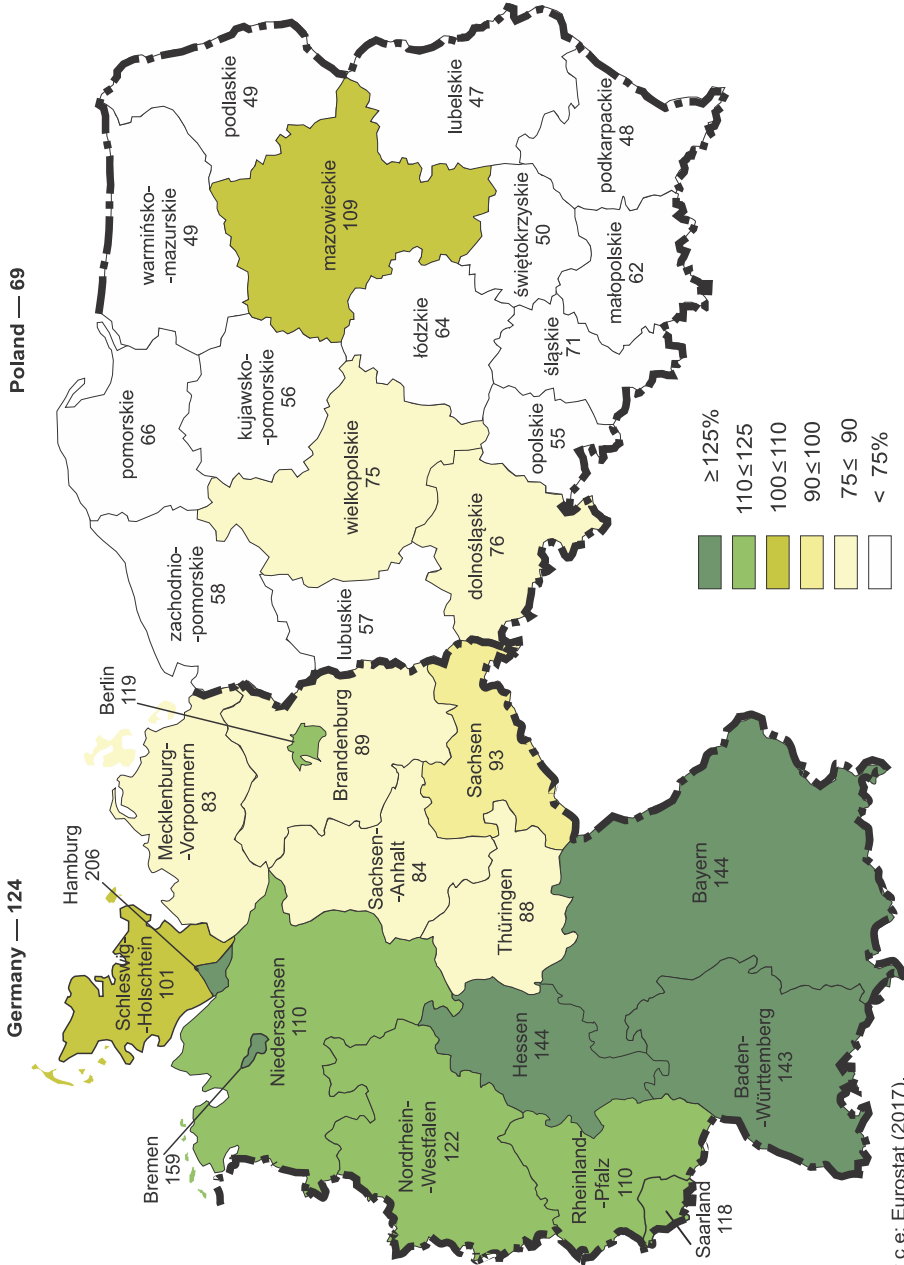 Germany — 124
Poland — 69
Schleswig-
-Holschtein
101
Hamburg
206
Mecklenburg-
-Vorpommern
83
Berlin
119
Bremen
159
Niedersachsen
110
Brandenburg
89
Sachsen-
-Anhalt
84
Nordrhein-
-Westfalen
122
Hessen
144
Thüringen
88
Sachsen
93
Rheinland-
-Pfalz
110
Saarland
118
Baden-
-Württemberg
143
Bayern
144
zachodnio-
-pomorskie
58
pomorskie
66
warmińsko-
-mazurskie
49
podlaskie
49
kujawsko-
-pomorskie
56
mazowieckie
109
lubuskie
57
wielkopolskie
75
łódzkie
64
lubelskie
47
dolnośląskie
76
opolskie
55
śląskie
71
świętokrzyskie
50
małopolskie
62
podkarpackie
48
≥ 125%
110≤125
100≤110
90≤100
75≤ 90
< 75%
c e: Eurostat (2017).